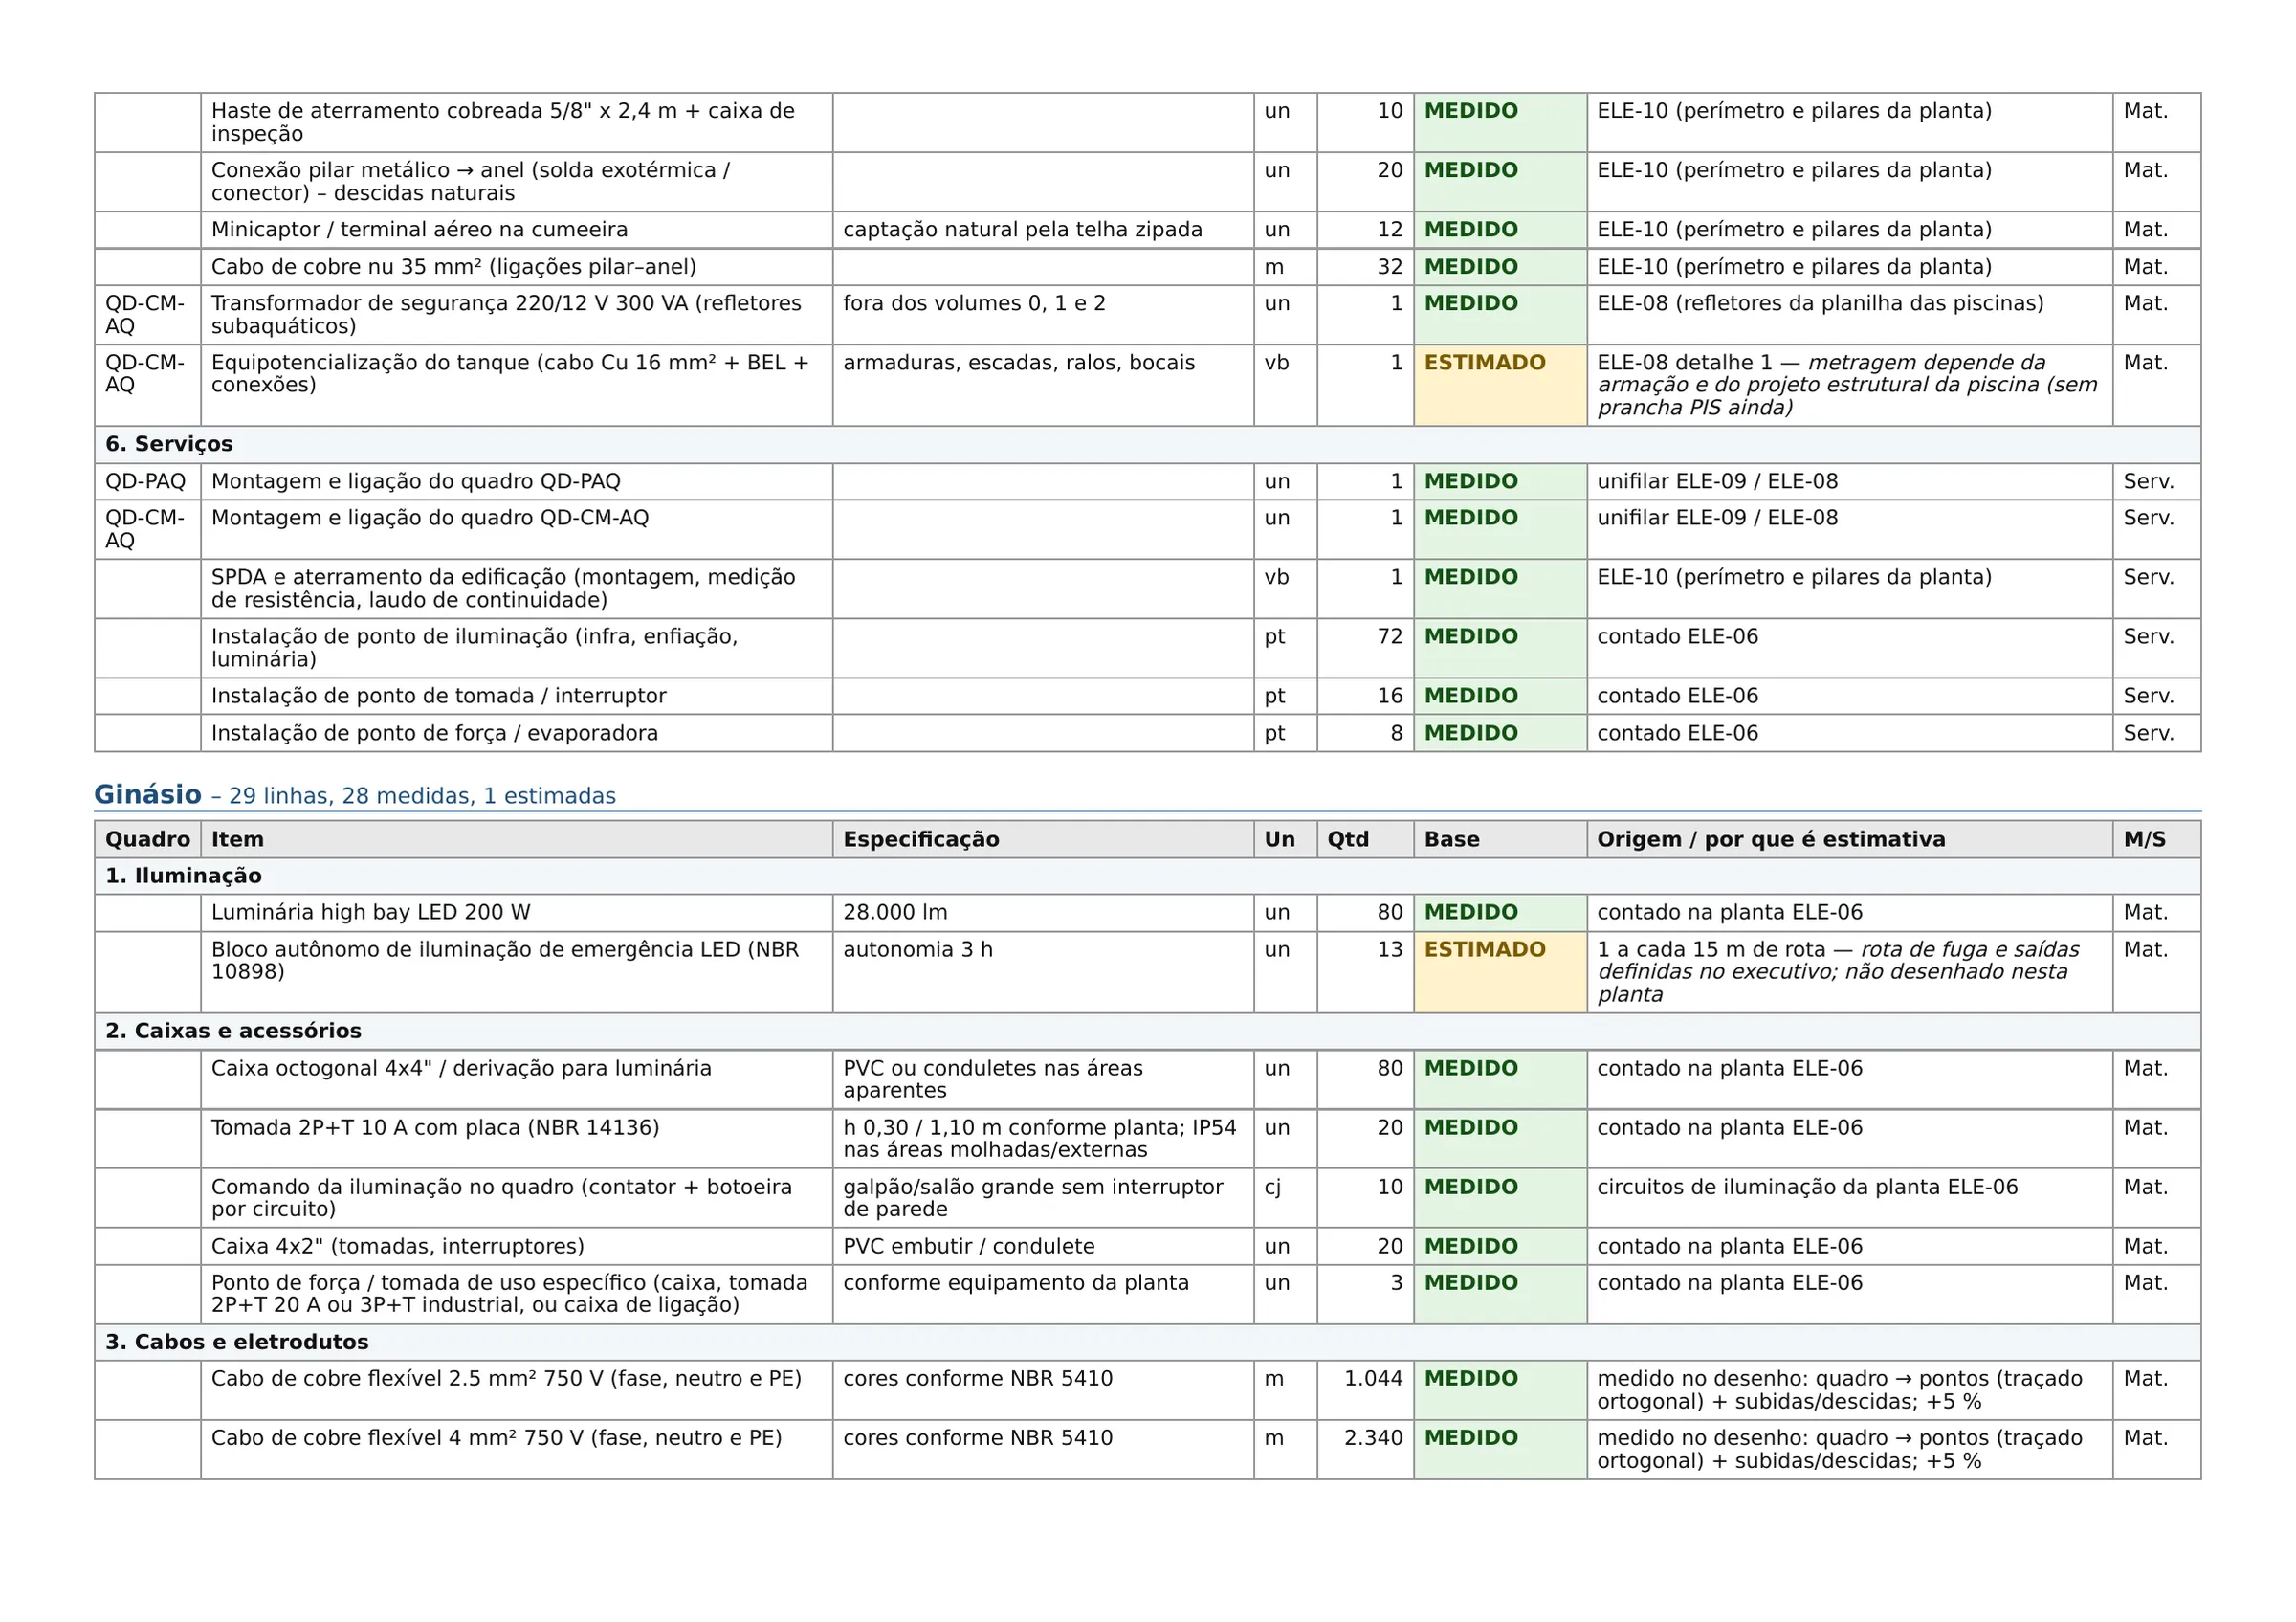 Haste de aterramento cobreada 5/8" x 2,4 m + caixa de inspeção un 10 MEDIDO ELE-10 (perímetro e pilares da planta) Mat.
Conexão pilar metálico → anel (solda exotérmica / conector) – descidas naturais un 20 MEDIDO ELE-10 (perímetro e pilares da planta) Mat.
Minicaptor / terminal aéreo na cumeeira captação natural pela telha zipada un 12 MEDIDO ELE-10 (perímetro e pilares da planta) Mat.
Cabo de cobre nu 35 mm² (ligações pilar–anel) m 32 MEDIDO ELE-10 (perímetro e pilares da planta) Mat.
QD-CM-AQ Transformador de segurança 220/12 V 300 VA (refletores subaquáticos) fora dos volumes 0, 1 e 2 un 1 MEDIDO ELE-08 (refletores da planilha das piscinas) Mat.
QD-CM-AQ Equipotencialização do tanque (cabo Cu 16 mm² + BEL + conexões) armaduras, escadas, ralos, bocais vb 1 ESTIMADO ELE-08 detalhe 1 — metragem depende da armação e do projeto estrutural da piscina (sem prancha PIS ainda) Mat.
6. Serviços
QD-PAQ Montagem e ligação do quadro QD-PAQ un 1 MEDIDO unifilar ELE-09 / ELE-08 Serv.
QD-CM-AQ Montagem e ligação do quadro QD-CM-AQ un 1 MEDIDO unifilar ELE-09 / ELE-08 Serv.
SPDA e aterramento da edificação (montagem, medição de resistência, laudo de continuidade) vb 1 MEDIDO ELE-10 (perímetro e pilares da planta) Serv.
Instalação de ponto de iluminação (infra, enfiação, luminária) pt 72 MEDIDO contado ELE-06 Serv.
Instalação de ponto de tomada / interruptor pt 16 MEDIDO contado ELE-06 Serv.
Instalação de ponto de força / evaporadora pt 8 MEDIDO contado ELE-06 Serv.
Ginásio – 29 linhas, 28 medidas, 1 estimadas
Quadro Item Especificação Un Qtd Base Origem / por que é estimativa M/S
1. Iluminação
Luminária high bay LED 200 W 28.000 lm un 80 MEDIDO contado na planta ELE-06 Mat.
Bloco autônomo de iluminação de emergência LED (NBR 10898) autonomia 3 h un 13 ESTIMADO 1 a cada 15 m de rota — rota de fuga e saídas definidas no executivo; não desenhado nesta planta Mat.
2. Caixas e acessórios
Caixa octogonal 4x4" / derivação para luminária PVC ou conduletes nas áreas aparentes un 80 MEDIDO contado na planta ELE-06 Mat.
Tomada 2P+T 10 A com placa (NBR 14136) h 0,30 / 1,10 m conforme planta; IP54 nas áreas molhadas/externas un 20 MEDIDO contado na planta ELE-06 Mat.
Comando da iluminação no quadro (contator + botoeira por circuito) galpão/salão grande sem interruptor de parede cj 10 MEDIDO circuitos de iluminação da planta ELE-06 Mat.
Caixa 4x2" (tomadas, interruptores) PVC embutir / condulete un 20 MEDIDO contado na planta ELE-06 Mat.
Ponto de força / tomada de uso específico (caixa, tomada 2P+T 20 A ou 3P+T industrial, ou caixa de ligação) conforme equipamento da planta un 3 MEDIDO contado na planta ELE-06 Mat.
3. Cabos e eletrodutos
Cabo de cobre flexível 2.5 mm² 750 V (fase, neutro e PE) cores conforme NBR 5410 m 1.044 MEDIDO medido no desenho: quadro → pontos (traçado ortogonal) + subidas/descidas; +5 % Mat.
Cabo de cobre flexível 4 mm² 750 V (fase, neutro e PE) cores conforme NBR 5410 m 2.340 MEDIDO medido no desenho: quadro → pontos (traçado ortogonal) + subidas/descidas; +5 % Mat.